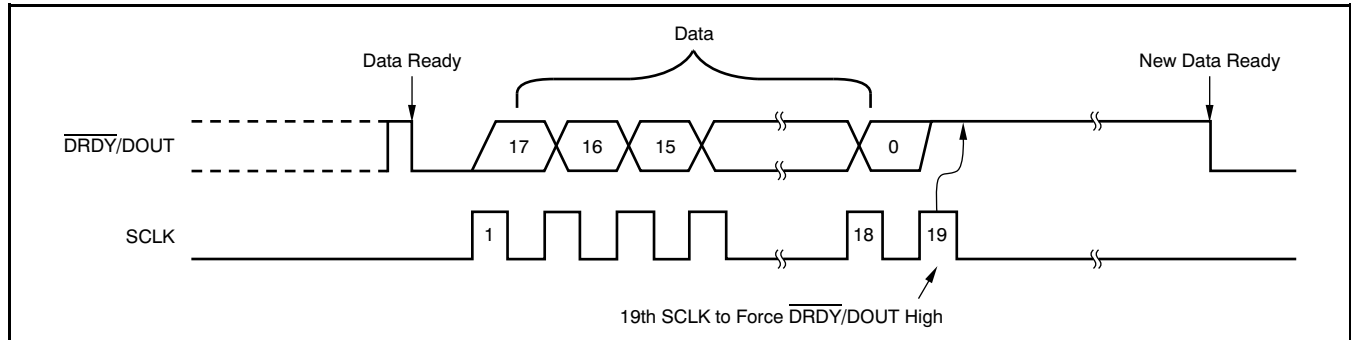 Data
Data Ready
New Data Ready
DRDY/DOUT
17 16 15 0
SCLK
1 18 19
19th SCLK to Force DRDY/DOUT High